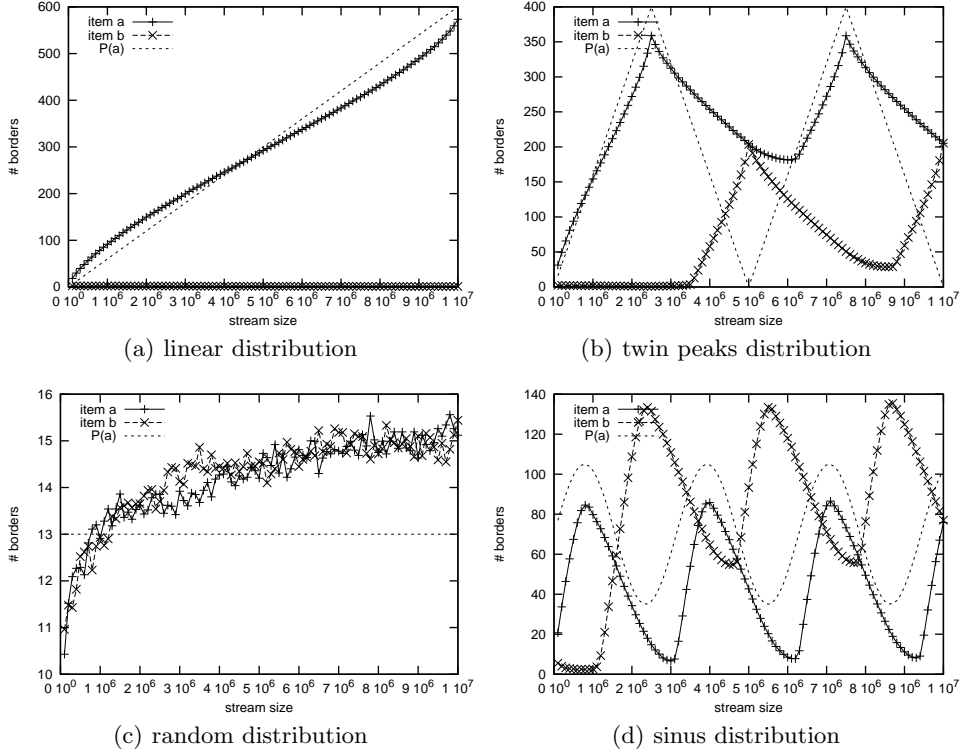 600
500
400
300
200
100
0
# borders
item a
item b
P(a)
0 10^0 1 10^6 2 10^6 3 10^6 4 10^6 5 10^6 6 10^6 7 10^6 8 10^6 9 10^6 1 10^7
stream size
(a) linear distribution
400
350
300
250
200
150
100
50
0
# borders
item a
item b
P(a)
0 10^0 1 10^6 2 10^6 3 10^6 4 10^6 5 10^6 6 10^6 7 10^6 8 10^6 9 10^6 1 10^7
stream size
(b) twin peaks distribution
16
15
14
13
12
11
10
# borders
item a
item b
P(a)
0 10^0 1 10^6 2 10^6 3 10^6 4 10^6 5 10^6 6 10^6 7 10^6 8 10^6 9 10^6 1 10^7
stream size
(c) random distribution
140
120
100
80
60
40
20
0
# borders
item a
item b
P(a)
0 10^0 1 10^6 2 10^6 3 10^6 4 10^6 5 10^6 6 10^6 7 10^6 8 10^6 9 10^6 1 10^7
stream size
(d) sinus distribution